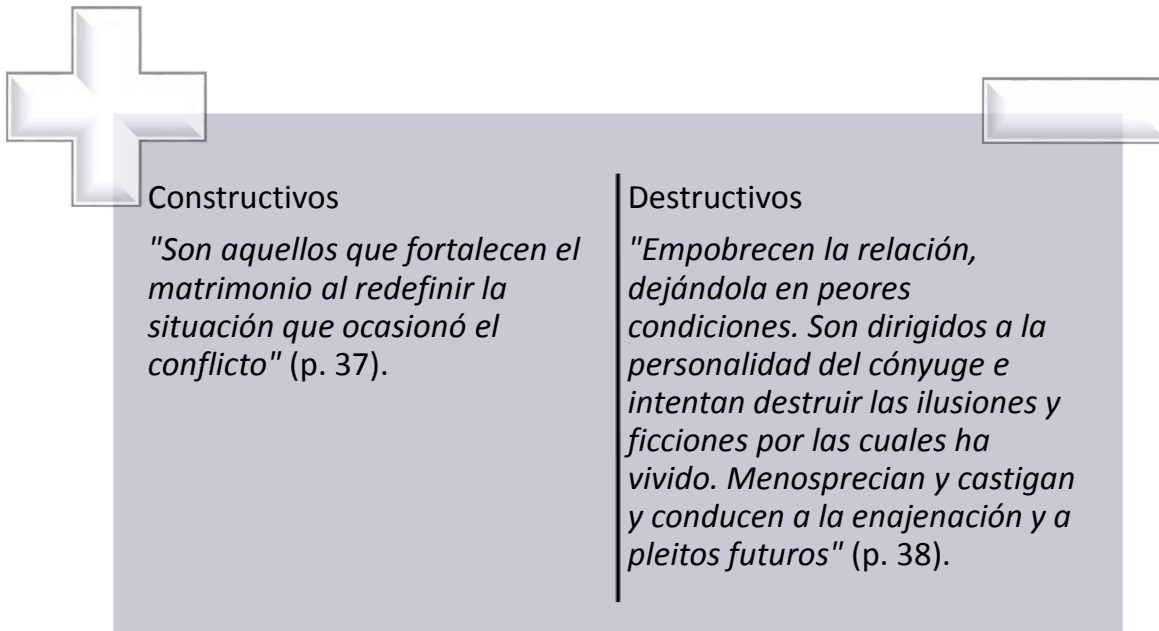 Constructivos
"Son aquellos que fortalecen el
matrimonio al redefinir la
situación que ocasionó el
conflicto" (p. 37).
Destructivos
"Empobrecen la relación,
dejándola en peores
condiciones. Son dirigidos a la
personalidad del cónyuge e
intentan destruir las ilusiones y
ficciones por las cuales ha
vivido. Menosprecian y castigan
y conducen a la enajenación y a
pleitos futuros" (p. 38).